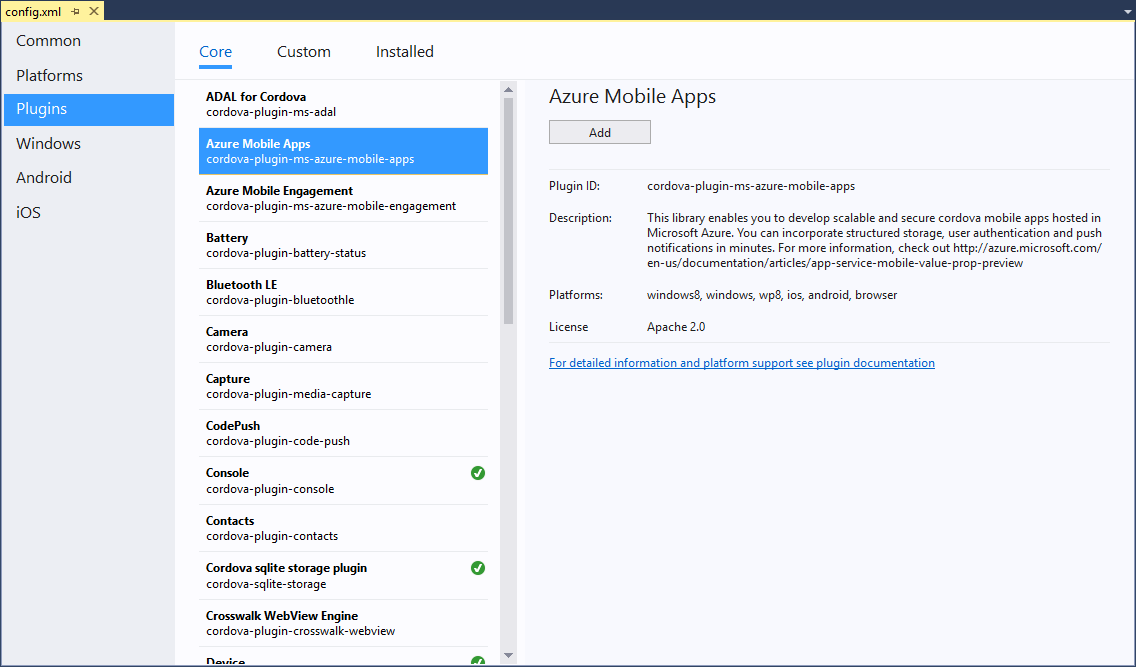 config.xml
Common
Platforms
Plugins
Windows
Android
iOS
Core Custom Installed
ADAL for Cordova
cordova-plugin-ms-adal
Azure Mobile Apps
cordova-plugin-ms-azure-mobile-apps
Azure Mobile Engagement
cordova-plugin-ms-azure-mobile-engagement
Battery
cordova-plugin-battery-status
Bluetooth LE
cordova-plugin-bluetoothle
Camera
cordova-plugin-camera
Capture
cordova-plugin-media-capture
CodePush
cordova-plugin-code-push
Console
cordova-plugin-console
Contacts
cordova-plugin-contacts
Cordova sqlite storage plugin
cordova-sqlite-storage
Crosswalk WebView Engine
cordova-plugin-crosswalk-webview
Device
Azure Mobile Apps
Add
Plugin ID: cordova-plugin-ms-azure-mobile-apps
Description: This library enables you to develop scalable and secure cordova mobile apps hosted in
Microsoft Azure. You can incorporate structured storage, user authentication and push
notifications in minutes. For more information, check out http://azure.microsoft.com/
en-us/documentation/articles/app-service-mobile-value-prop-preview
Platforms: windows8, windows, wp8, ios, android, browser
License Apache 2.0
For detailed information and platform support see plugin documentation